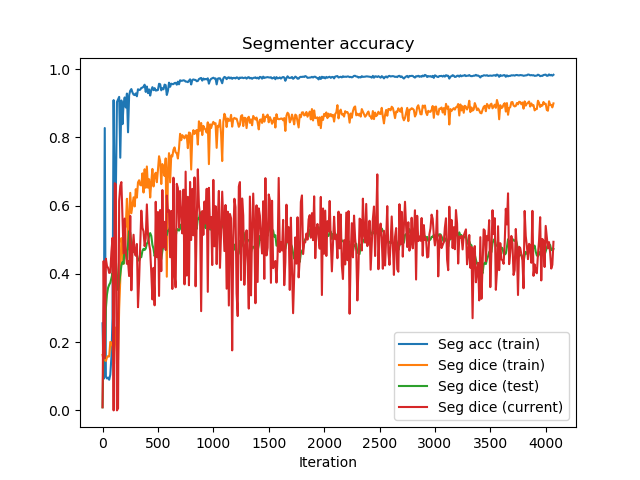 Segmenter accuracy
1.0
0.8
0.6
0.4
0.2
0.0
Seg acc (train)
Seg dice (train)
Seg dice (test)
Seg dice (current)
0 500 1000 1500 2000 2500 3000 3500 4000
Iteration